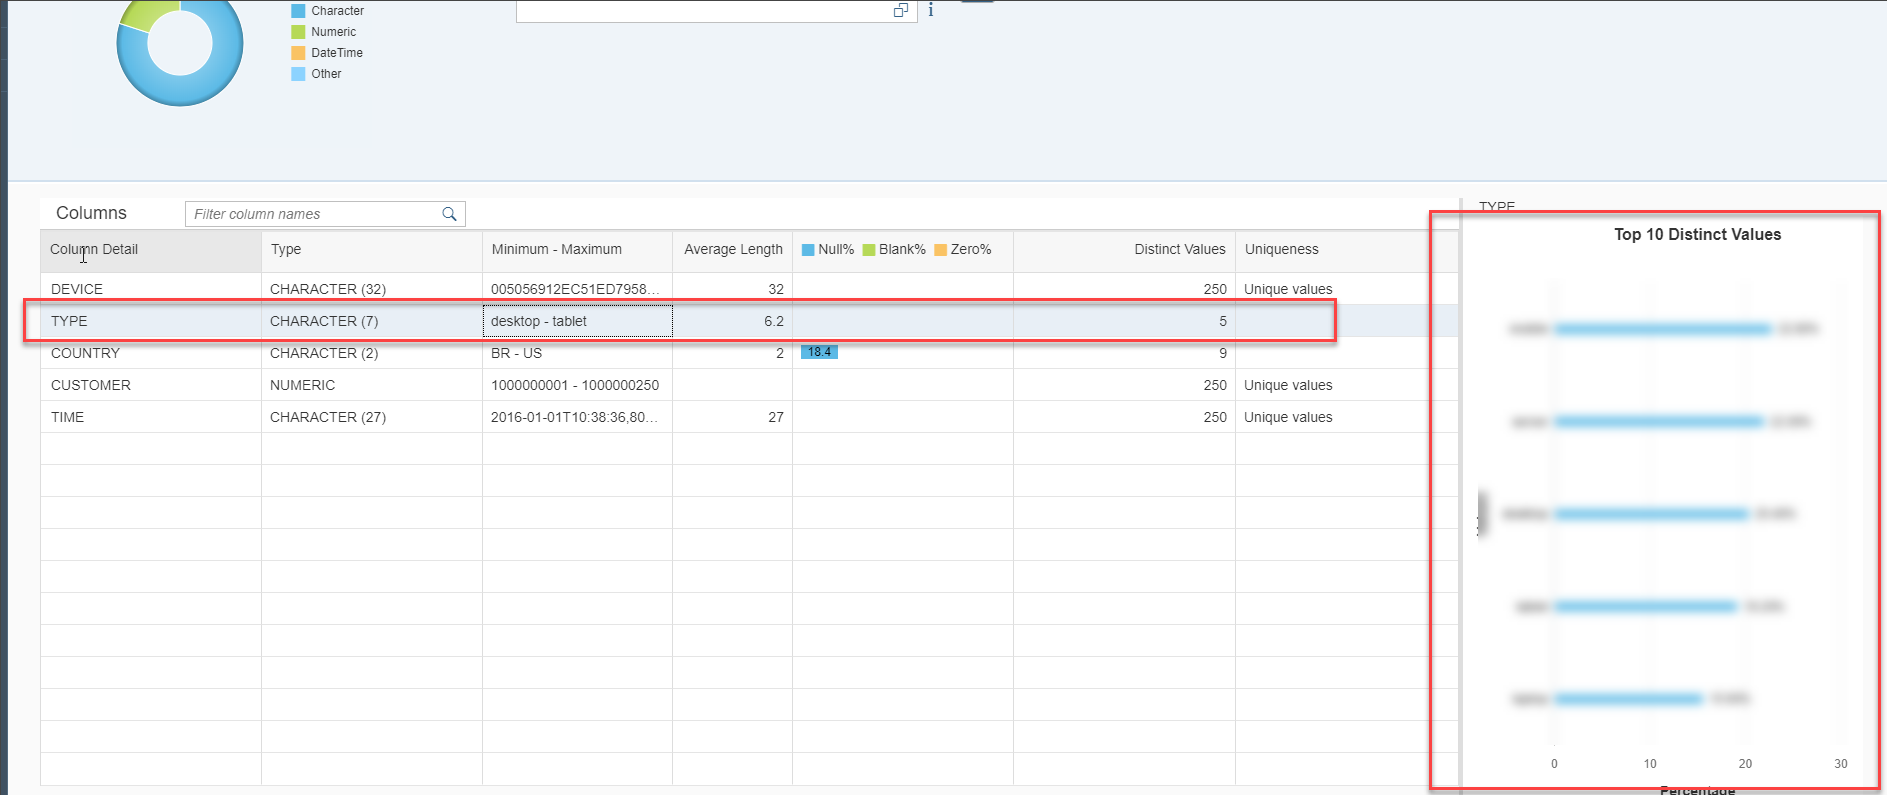 Character
Numeric
DateTime
Other
i
Columns
Filter column names
TYPE
Column Detail Type Minimum - Maximum Average Length Null% Blank% Zero% Distinct Values Uniqueness
DEVICE CHARACTER (32) 005056912EC51ED7958... 32 250 Unique values
TYPE CHARACTER (7) desktop - tablet 6.2 5
COUNTRY CHARACTER (2) BR - US 2 18.4 9
CUSTOMER NUMERIC 1000000001 - 1000000250 250 Unique values
TIME CHARACTER (27) 2016-01-01T10:38:36,80... 27 250 Unique values
Top 10 Distinct Values
0 10 20 30
Percentage